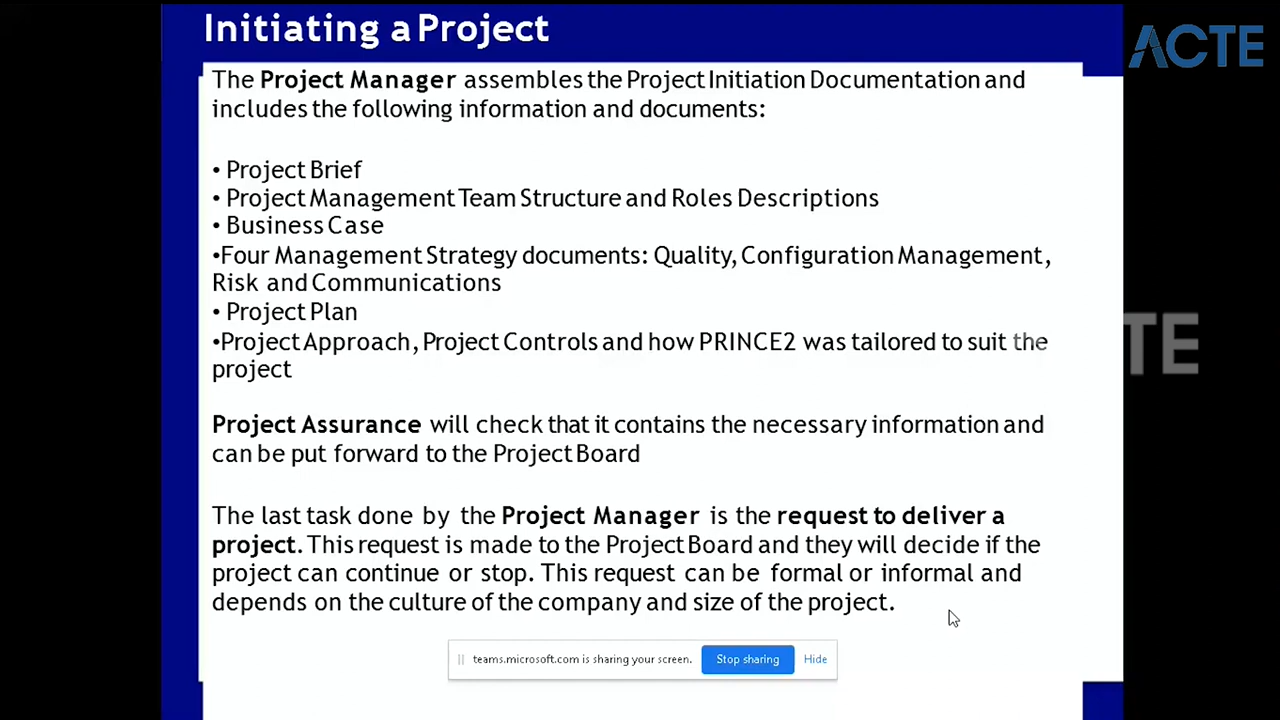 Initiating a Project
ACTE
The Project Manager assembles the Project Initiation Documentation and
includes the following information and documents:
• Project Brief
• Project Management Team Structure and Roles Descriptions
• Business Case
•Four Management Strategy documents: Quality, Configuration Management,
Risk and Communications
• Project Plan
•Project Approach, Project Controls and how PRINCE2 was tailored to suit the
project
TE
Project Assurance will check that it contains the necessary information and
can be put forward to the Project Board
The last task done by the Project Manager is the request to deliver a
project. This request is made to the Project Board and they will decide if the
project can continue or stop. This request can be formal or informal and
depends on the culture of the company and size of the project.
teams.microsoft.com is sharing your screen. Stop sharing Hide